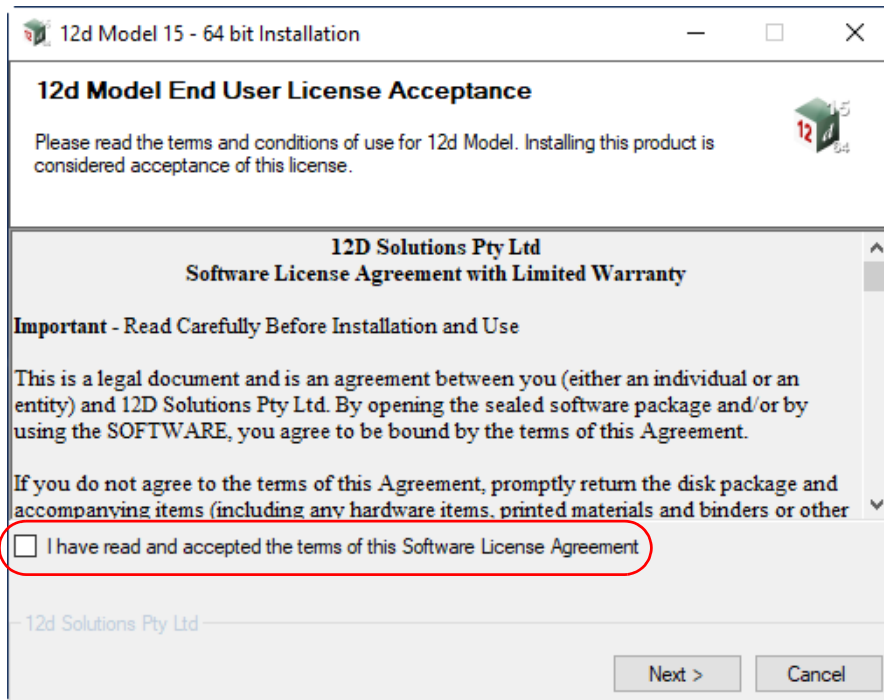 12d Model 15 - 64 bit Installation
12d Model End User License Acceptance
Please read the terms and conditions of use for 12d Model. Installing this product is
considered acceptance of this license.
15
12 d
64
12D Solutions Pty Ltd
Software License Agreement with Limited Warranty
Important - Read Carefully Before Installation and Use
This is a legal document and is an agreement between you (either an individual or an
entity) and 12D Solutions Pty Ltd. By opening the sealed software package and/or by
using the SOFTWARE, you agree to be bound by the terms of this Agreement.
If you do not agree to the terms of this Agreement, promptly return the disk package and
accompanying items (including any hardware items, printed materials and binders or other
I have read and accepted the terms of this Software License Agreement
12d Solutions Pty Ltd
Next >
Cancel